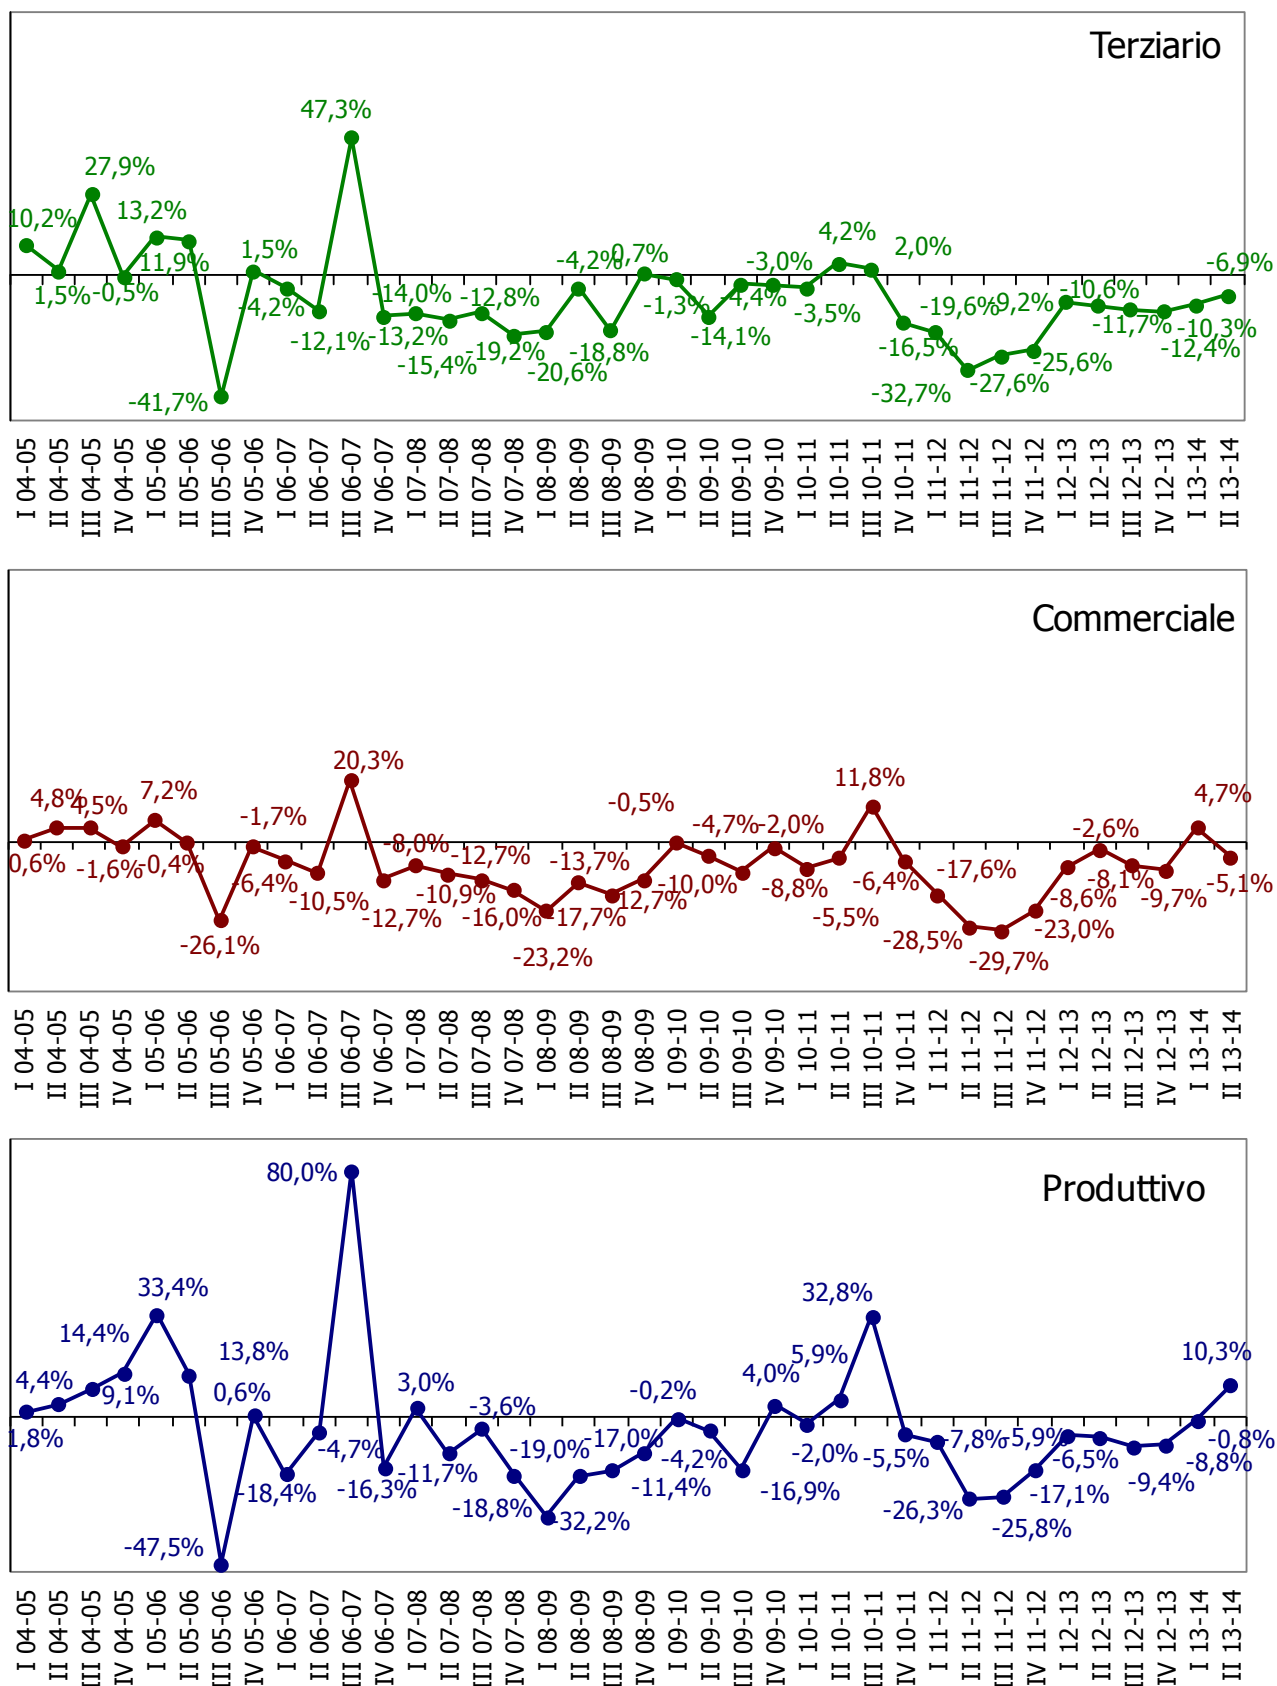 Terziario
47,3%
27,9%
10,2%
13,2%
1,5%
4,2%
0,7%
2,0%
-6,9%
11,9%
-4,2%
-3,0%
1,5%
-0,5%
-4,2%
-14,0%
-12,8%
-1,3%
-4,4%
-3,5%
-19,6%
-9,2%
-10,6%
-12,1%
-13,2%
-15,4%
-19,2%
-20,6%
-18,8%
-14,1%
-16,5%
-32,7%
-27,6%
-25,6%
-11,7%
-12,4%
-10,3%
-41,7%
I 04-05
II 04-05
III 04-05
IV 04-05
I 05-06
II 05-06
III 05-06
IV 05-06
I 06-07
II 06-07
III 06-07
IV 06-07
I 07-08
II 07-08
III 07-08
IV 07-08
I 08-09
II 08-09
III 08-09
IV 08-09
I 09-10
II 09-10
III 09-10
IV 09-10
I 10-11
II 10-11
III 10-11
IV 10-11
I 11-12
II 11-12
III 11-12
IV 11-12
I 12-13
II 12-13
III 12-13
IV 12-13
I 13-14
II 13-14
Commerciale
20,3%
11,8%
4,8%
4,5%
7,2%
-1,7%
-0,5%
-4,7%
-2,0%
-2,6%
4,7%
0,6%
-1,6%
-0,4%
-6,4%
-8,0%
-12,7%
-13,7%
-10,0%
-8,8%
-6,4%
-17,6%
-8,1%
-5,1%
-10,5%
-12,7%
-10,9%
-16,0%
-17,7%
-12,7%
-5,5%
-8,6%
-9,7%
-26,1%
-23,2%
-28,5%
-29,7%
-23,0%
I 04-05
II 04-05
III 04-05
IV 04-05
I 05-06
II 05-06
III 05-06
IV 05-06
I 06-07
II 06-07
III 06-07
IV 06-07
I 07-08
II 07-08
III 07-08
IV 07-08
I 08-09
II 08-09
III 08-09
IV 08-09
I 09-10
II 09-10
III 09-10
IV 09-10
I 10-11
II 10-11
III 10-11
IV 10-11
I 11-12
II 11-12
III 11-12
IV 11-12
I 12-13
II 12-13
III 12-13
IV 12-13
I 13-14
II 13-14
Produttivo
80,0%
33,4%
32,8%
14,4%
13,8%
5,9%
10,3%
4,4%
9,1%
0,6%
3,0%
-3,6%
-0,2%
4,0%
1,8%
-4,7%
-11,7%
-19,0%
-17,0%
-4,2%
-2,0%
-5,5%
-7,8%
-5,9%
-6,5%
-0,8%
-18,4%
-16,3%
-18,8%
-32,2%
-11,4%
-16,9%
-26,3%
-25,8%
-17,1%
-9,4%
-8,8%
-47,5%
I 04-05
II 04-05
III 04-05
IV 04-05
I 05-06
II 05-06
III 05-06
IV 05-06
I 06-07
II 06-07
III 06-07
IV 06-07
I 07-08
II 07-08
III 07-08
IV 07-08
I 08-09
II 08-09
III 08-09
IV 08-09
I 09-10
II 09-10
III 09-10
IV 09-10
I 10-11
II 10-11
III 10-11
IV 10-11
I 11-12
II 11-12
III 11-12
IV 11-12
I 12-13
II 12-13
III 12-13
IV 12-13
I 13-14
II 13-14